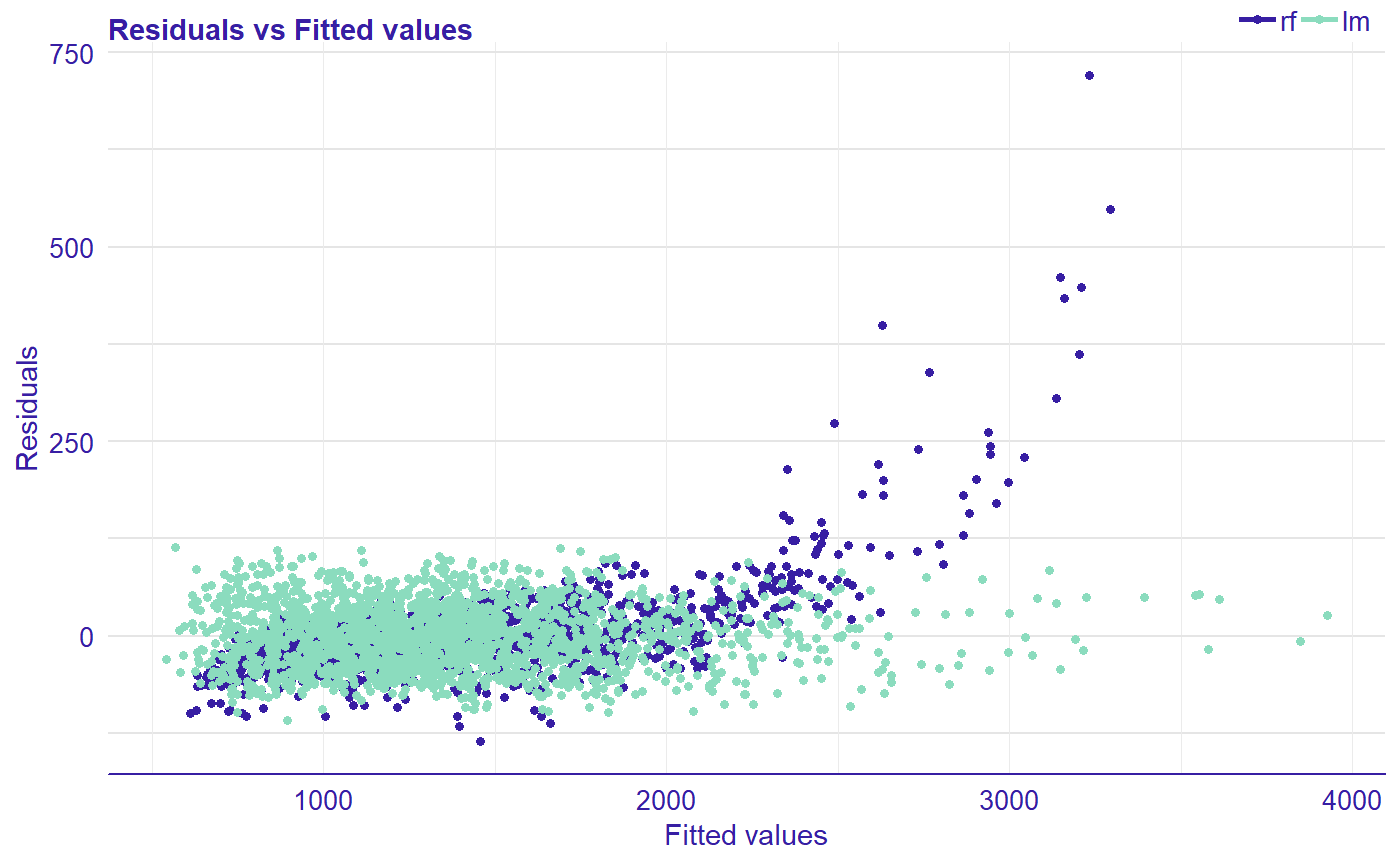 Residuals vs Fitted values
rf lm
750
500
250
0
Residuals
1000 2000 3000 4000
Fitted values